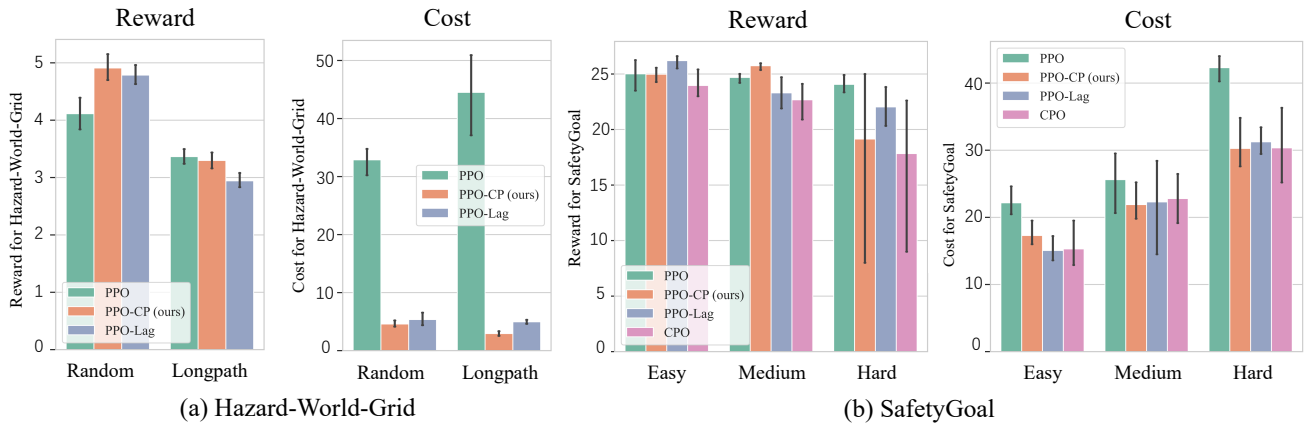 Reward
Reward for Hazard-World-Grid
5
4
3
2
1
0
PPO
PPO-CP (ours)
PPO-Lag
Random
Longpath
Cost
Cost for Hazard-World-Grid
50
40
30
20
10
0
PPO
PPO-CP (ours)
PPO-Lag
Random
Longpath
(a) Hazard-World-Grid
Reward
Reward for SafetyGoal
25
20
15
10
5
0
PPO
PPO-CP (ours)
PPO-Lag
CPO
Easy
Medium
Hard
Cost
Cost for SafetyGoal
40
30
20
10
0
PPO
PPO-CP (ours)
PPO-Lag
CPO
Easy
Medium
Hard
(b) SafetyGoal